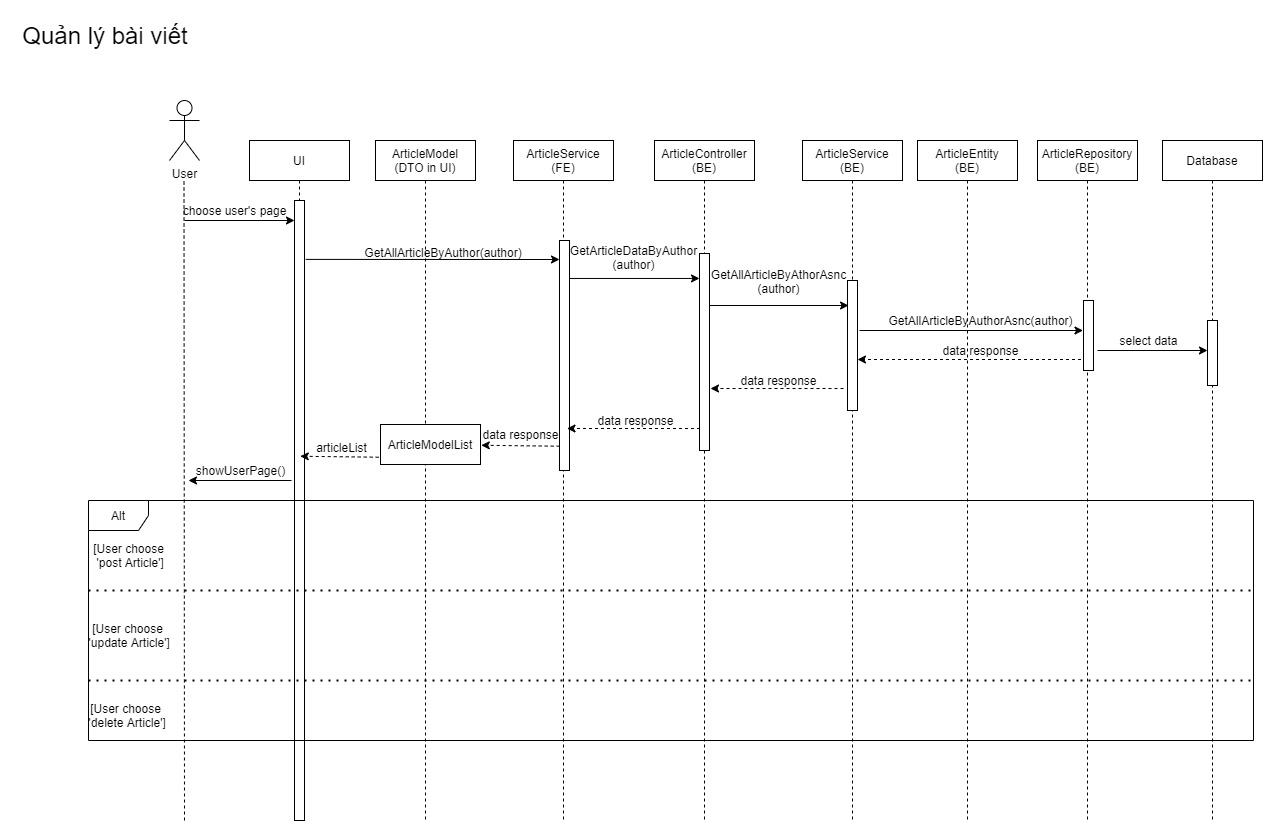 Quản lý bài viết
User
UI
ArticleModel
(DTO in UI)
ArticleService
(FE)
ArticleController
(BE)
ArticleService
(BE)
ArticleEntity
(BE)
ArticleRepository
(BE)
Database
choose user's page
GetAllArticleByAuthor(author)
GetArticleDataByAuthor
(author)
GetAllArticleByAthorAsnc
(author)
GetAllArticleByAuthorAsnc(author)
select data
data response
data response
data response
data response
ArticleModelList
articleList
showUserPage()
Alt
[User choose
'post Article']
[User choose
'update Article']
[User choose
'delete Article']